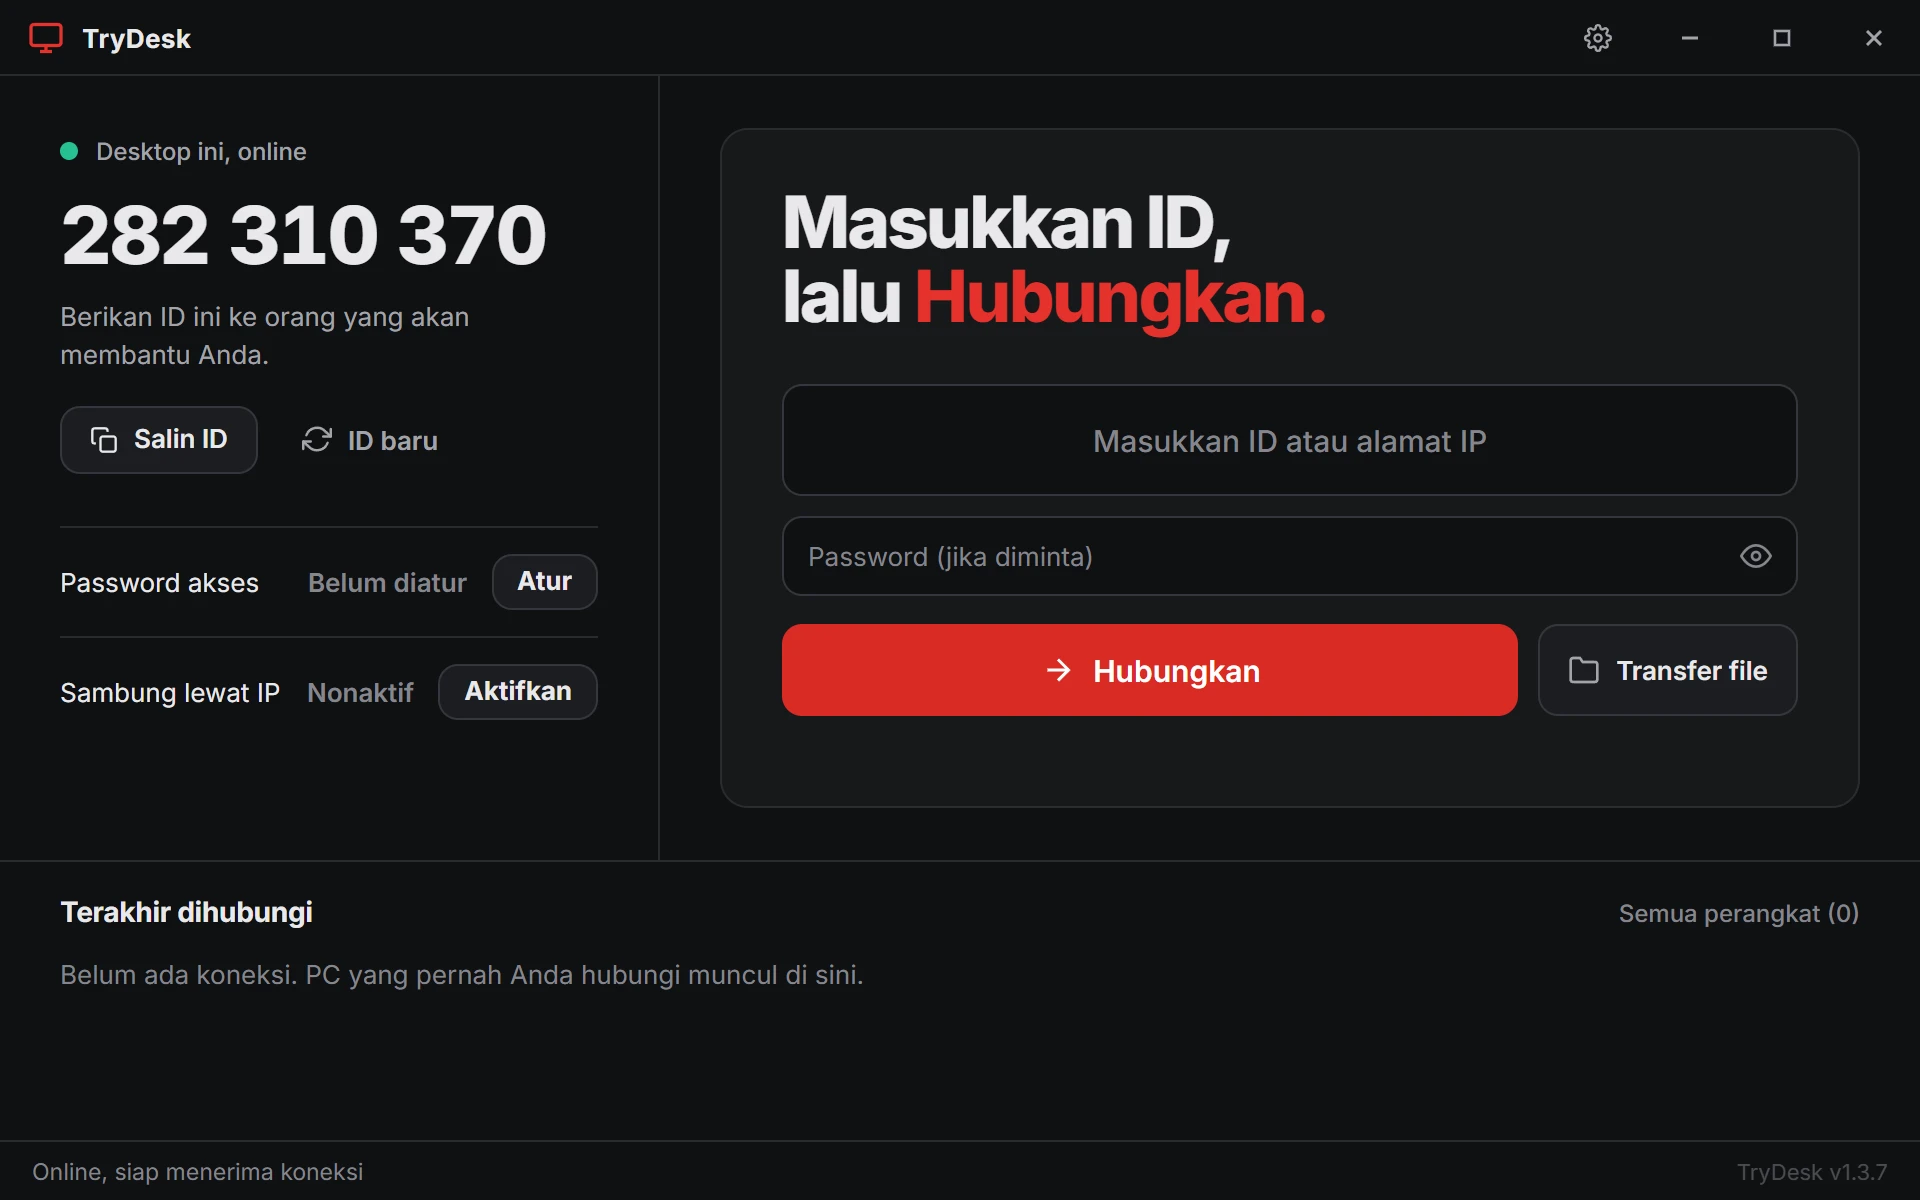 TryDesk
Desktop ini, online
282 310 370
Berikan ID ini ke orang yang akan
membantu Anda.
Salin ID
ID baru
Password akses
Belum diatur
Atur
Sambung lewat IP
Nonaktif
Aktifkan
Masukkan ID,
lalu Hubungkan.
Masukkan ID atau alamat IP
Password (jika diminta)
Hubungkan
Transfer file
Terakhir dihubungi
Semua perangkat (0)
Belum ada koneksi. PC yang pernah Anda hubungi muncul di sini.
Online, siap menerima koneksi
TryDesk v1.3.7